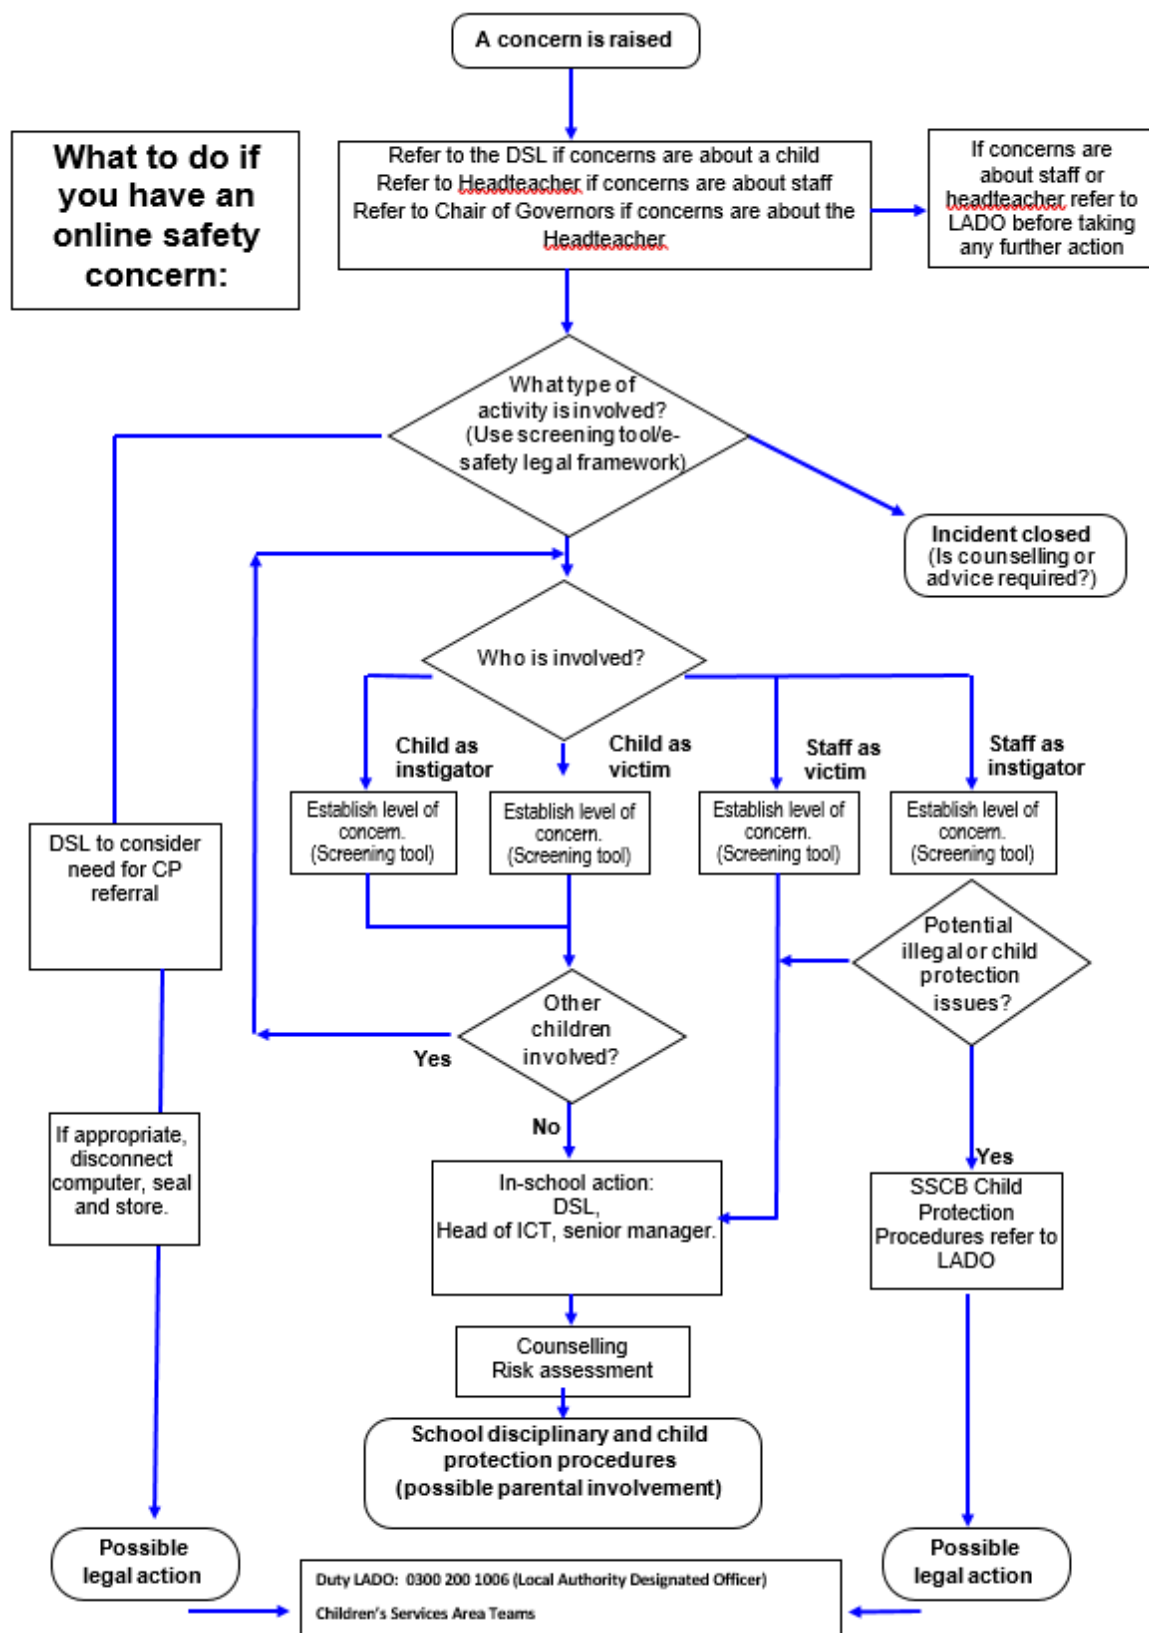 A concern is raised
What to do if
you have an
online safety
concern:
Refer to the DSL if concerns are about a child
Refer to Headteacher if concerns are about staff
Refer to Chair of Governors if concerns are about the
Headteacher
If concerns are
about staff or
headteacher refer to
LADO before taking
any further action
What type of
activity is involved?
(Use screening tool/e-
safety legal framework)
Incident closed
(Is counselling or
advice required?)
Who is involved?
Child as
instigator
Child as
victim
Staff as
victim
Staff as
instigator
Establish level of
concern.
(Screening tool)
Establish level of
concern.
(Screening tool)
Establish level of
concern.
(Screening tool)
Establish level of
concern.
(Screening tool)
DSL to consider
need for CP
referral
Potential
illegal or child
protection
issues?
Other
children
involved?
Yes
No
If appropriate,
disconnect
computer, seal
and store.
In-school action:
DSL,
Head of ICT, senior manager.
Yes
SSCB Child
Protection
Procedures refer to
LADO
Counselling
Risk assessment
School disciplinary and child
protection procedures
(possible parental involvement)
Possible
legal action
Possible
legal action
Duty LADO: 0300 200 1006 (Local Authority Designated Officer)
Children's Services Area Teams